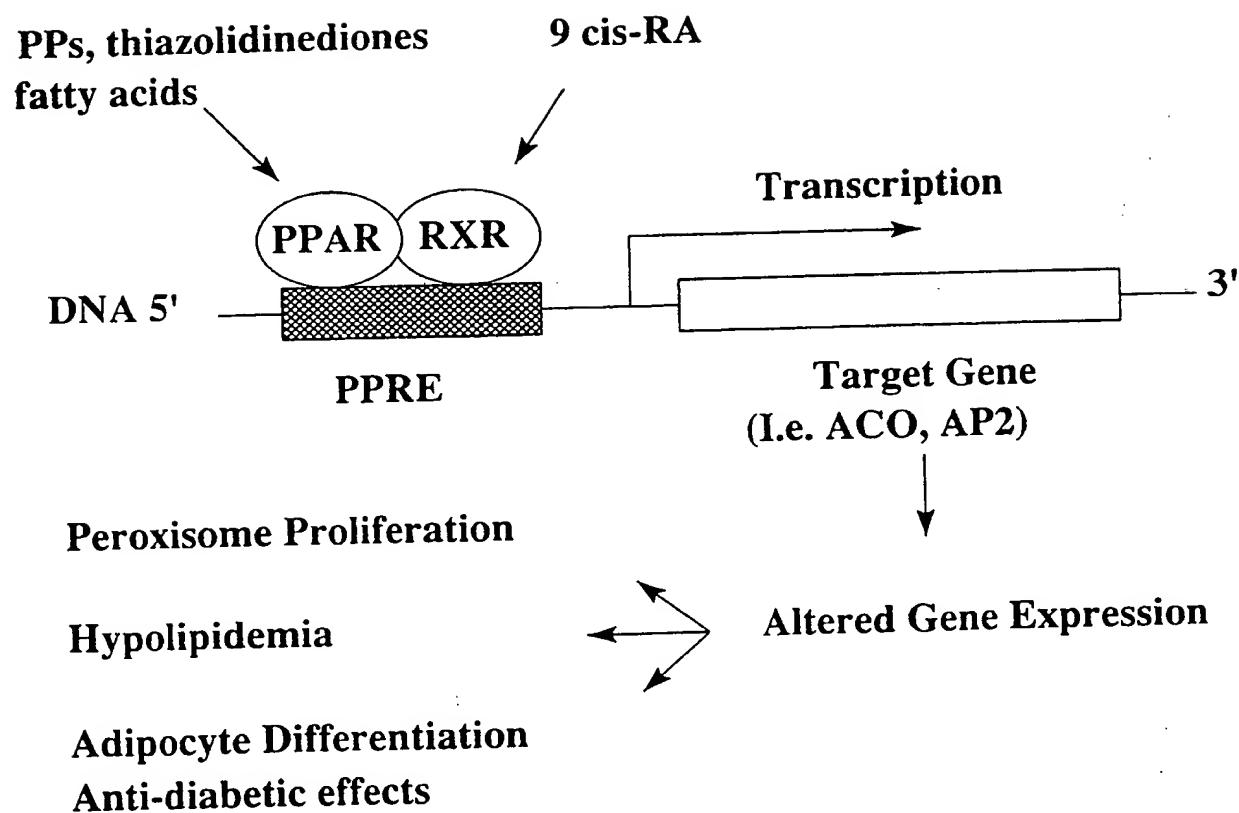 PPs, thiazolidinediones
fatty acids
9 cis-RA
PPAR
RXR
Transcription
DNA 5'
3'
PPRE
Target Gene
(I.e. ACO, AP2)
Altered Gene Expression
Peroxisome Proliferation
Hypolipidemia
Adipocyte Differentiation
Anti-diabetic effects